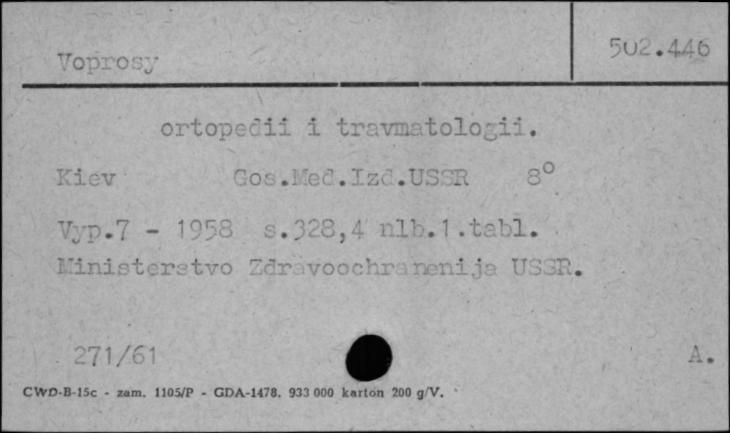 Voprosy
502.446
ortopedii i travmatologii.
Kiev Gos.Med.Izd.USSR 8°
Vyp.7 - 1958 s.328,4 nlb.1.tabl.
Ministerstvo Zdravoochranenija USSR.
271/61 A.
CWD-B-15c - zam. 1105/P - GDA-1478. 933 000 karton 200 g/V.